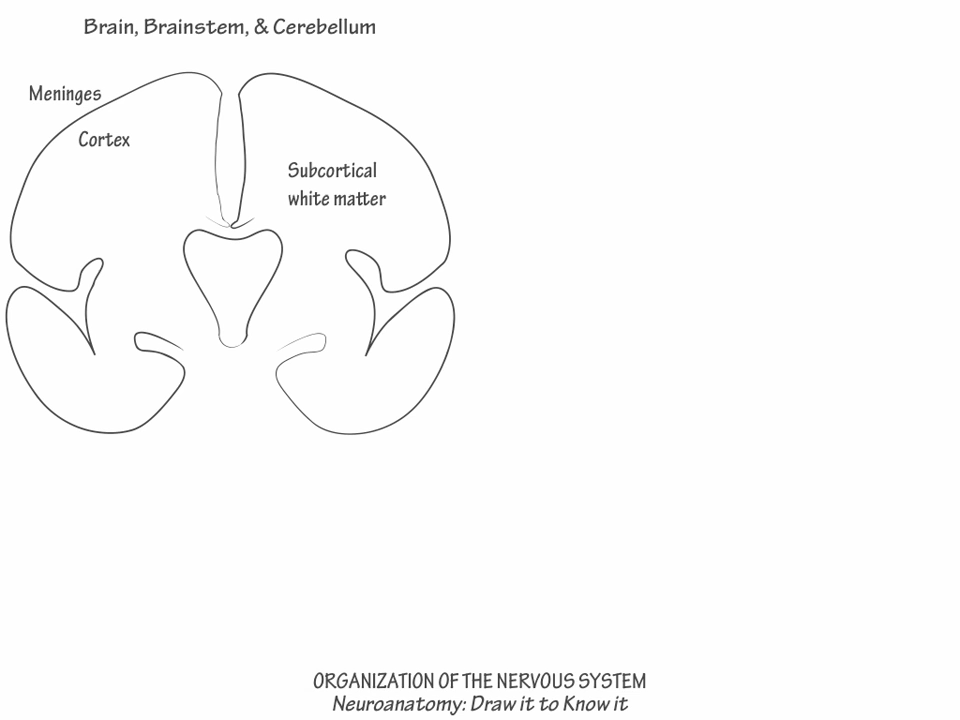 Brain, Brainstem, & Cerebellum
Meninges
Cortex
Subcortical
white matter
ORGANIZATION OF THE NERVOUS SYSTEM
Neuroanatomy: Draw it to Know it